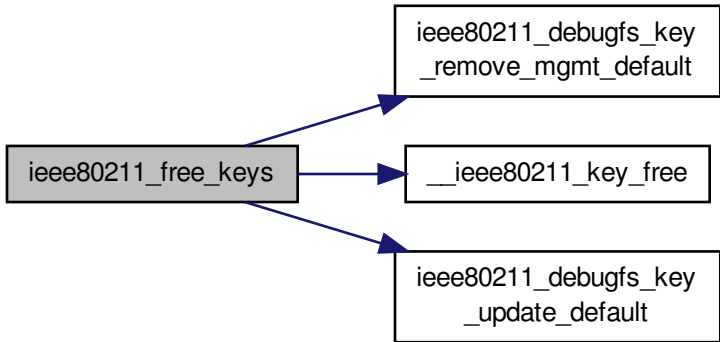 ieee80211_debugfs_key
_remove_mgmt_default
ieee80211_free_keys
__ieee80211_key_free
ieee80211_debugfs_key
_update_default